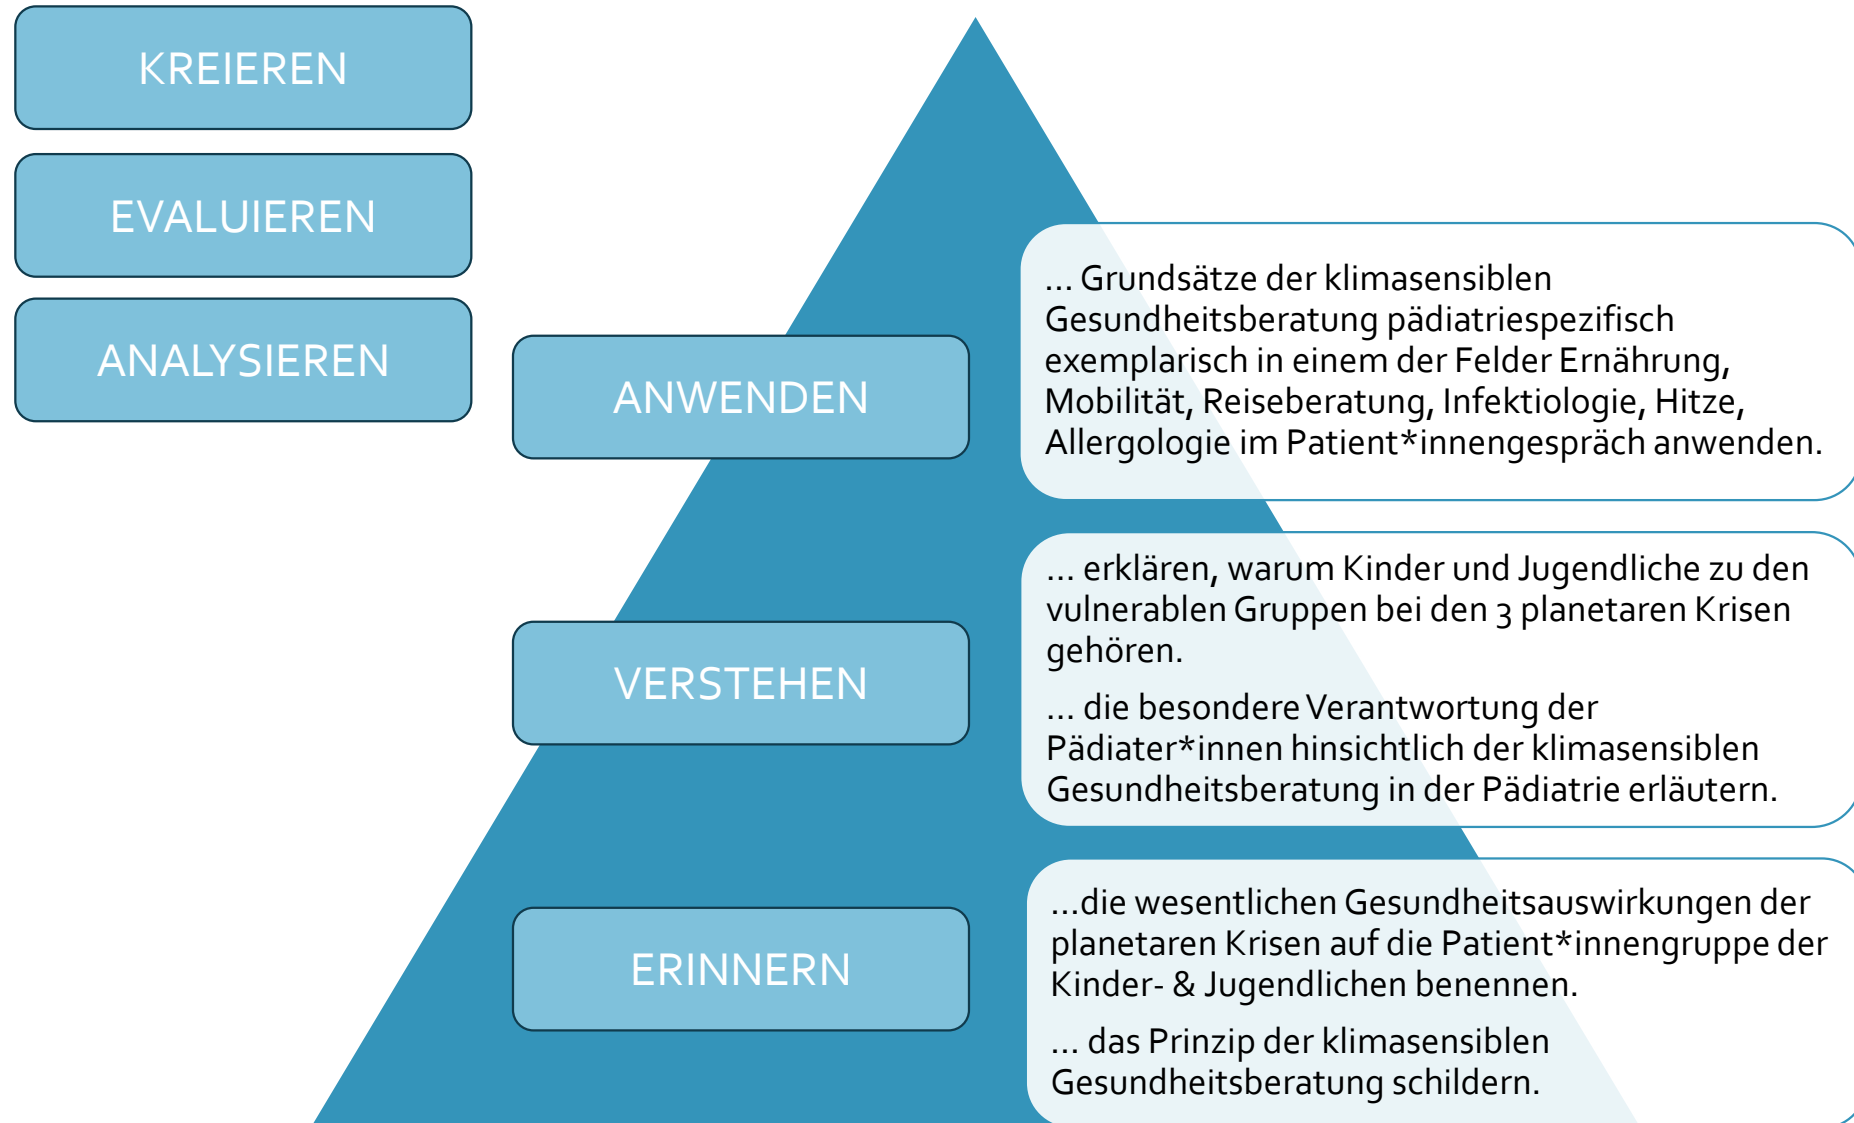 KREIEREN
EVALUIEREN
ANALYSIEREN
ANWENDEN
... Grundsätze der klimasensiblen
Gesundheitsberatung pädiatriespezifisch
exemplarisch in einem der Felder Ernährung,
Mobilität, Reiseberatung, Infektiologie, Hitze,
Allergologie im Patient*innengespräch anwenden.
VERSTEHEN
... erklären, warum Kinder und Jugendliche zu den
vulnerablen Gruppen bei den 3 planetaren Krisen
gehören.
... die besondere Verantwortung der
Pädiater*innen hinsichtlich der klimasensiblen
Gesundheitsberatung in der Pädiatrie erläutern.
ERINNERN
...die wesentlichen Gesundheitsauswirkungen der
planetaren Krisen auf die Patient*innengruppe der
Kinder- & Jugendlichen benennen.
... das Prinzip der klimasensiblen
Gesundheitsberatung schildern.